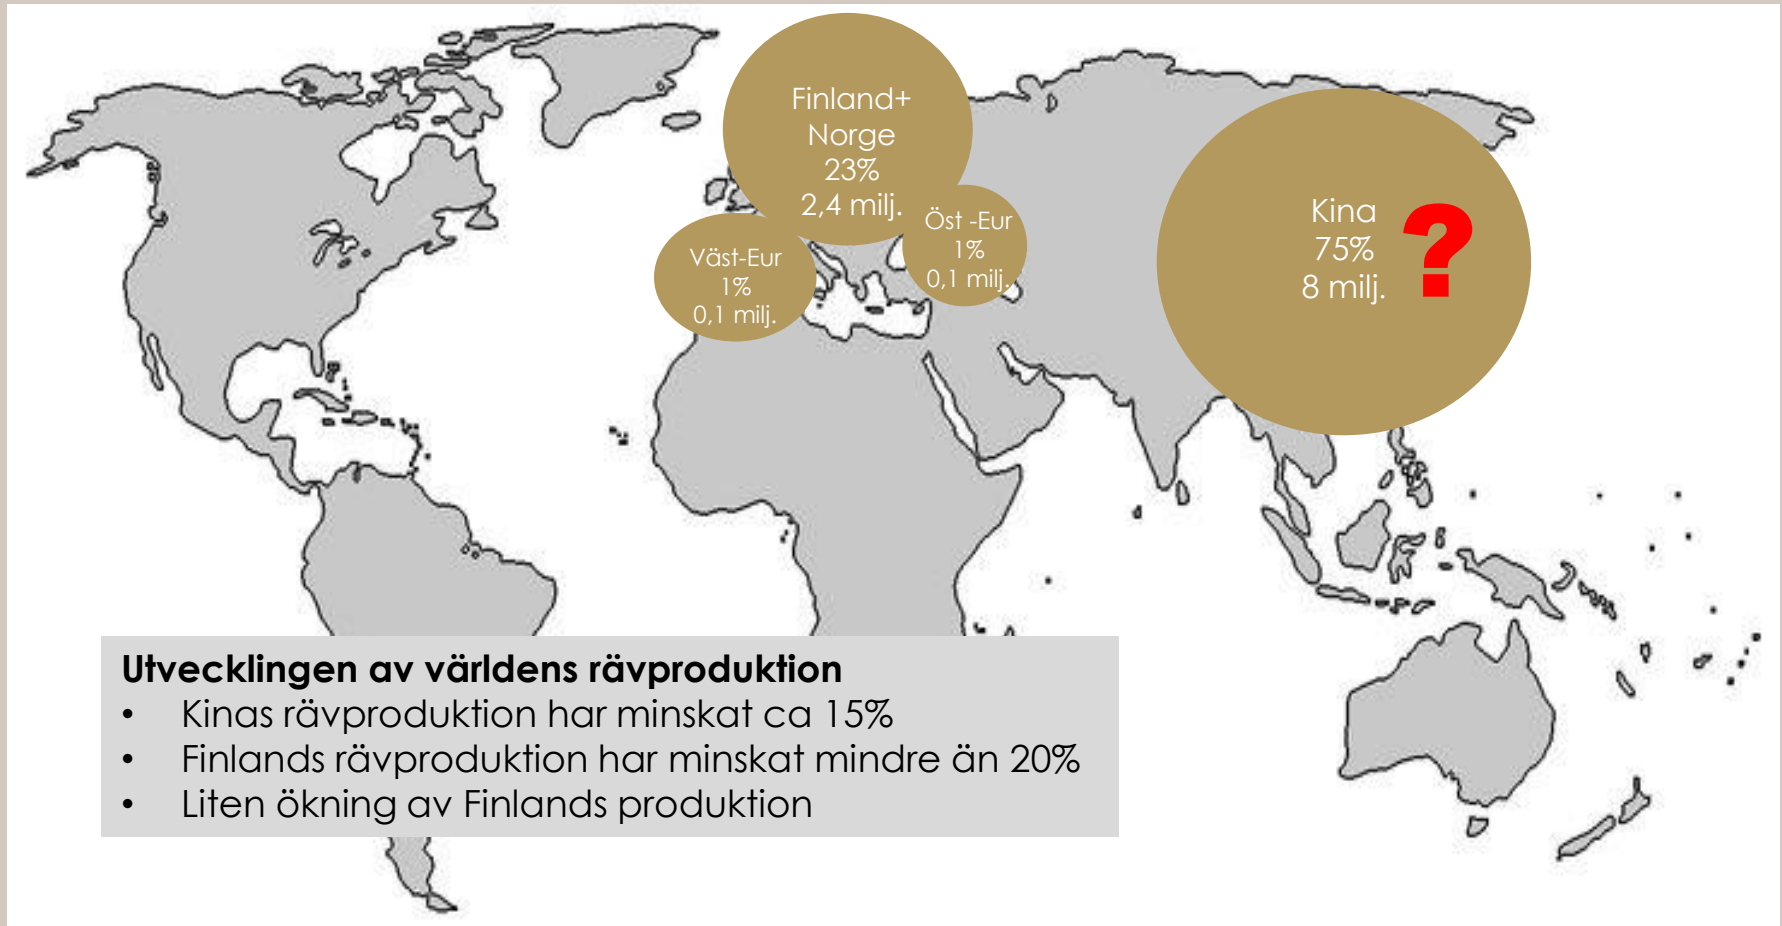 Finland+
Norge
23%
2,4 milj.
Väst-Eur
1%
0,1 milj.
Öst -Eur
1%
0,1 milj.
Kina
75%
8 milj.
?
Utvecklingen av världens rävproduktion
• Kinas rävproduktion har minskat ca 15%
• Finlands rävproduktion har minskat mindre än 20%
• Liten ökning av Finlands produktion